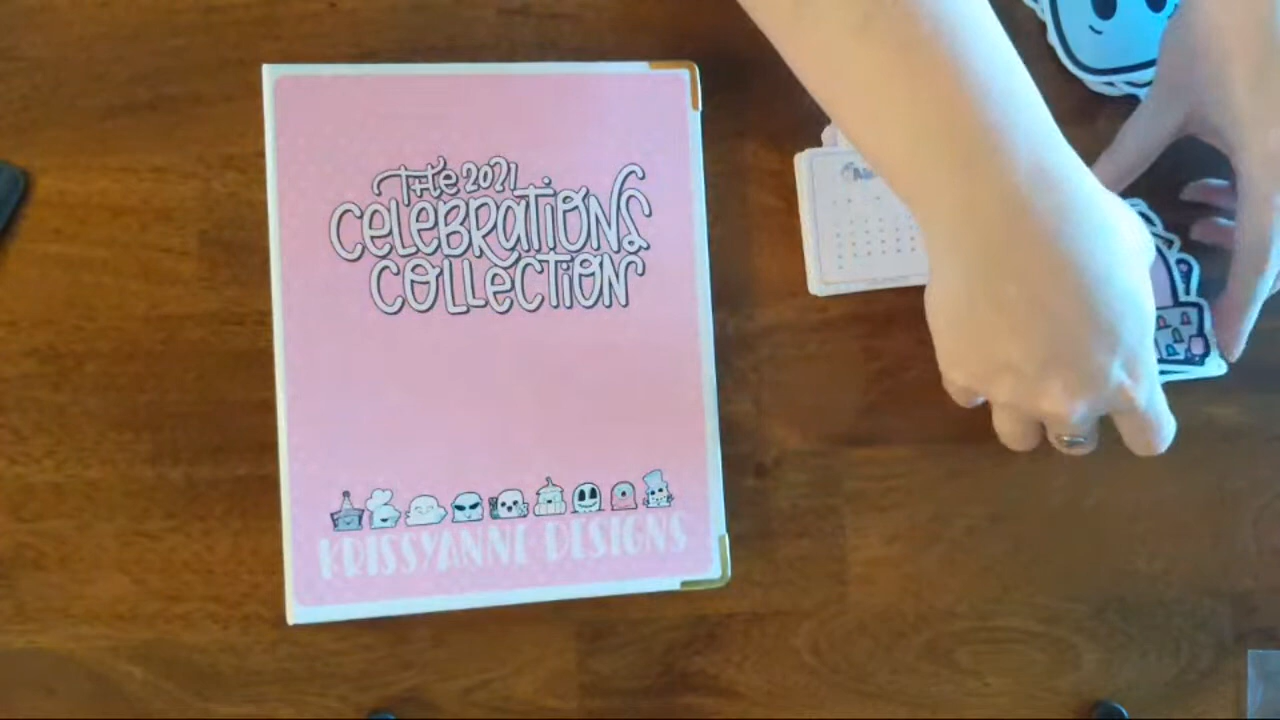 THE 2021
CELEBRATIONS
COLLECTION
KRISSYANNE DESIGNS